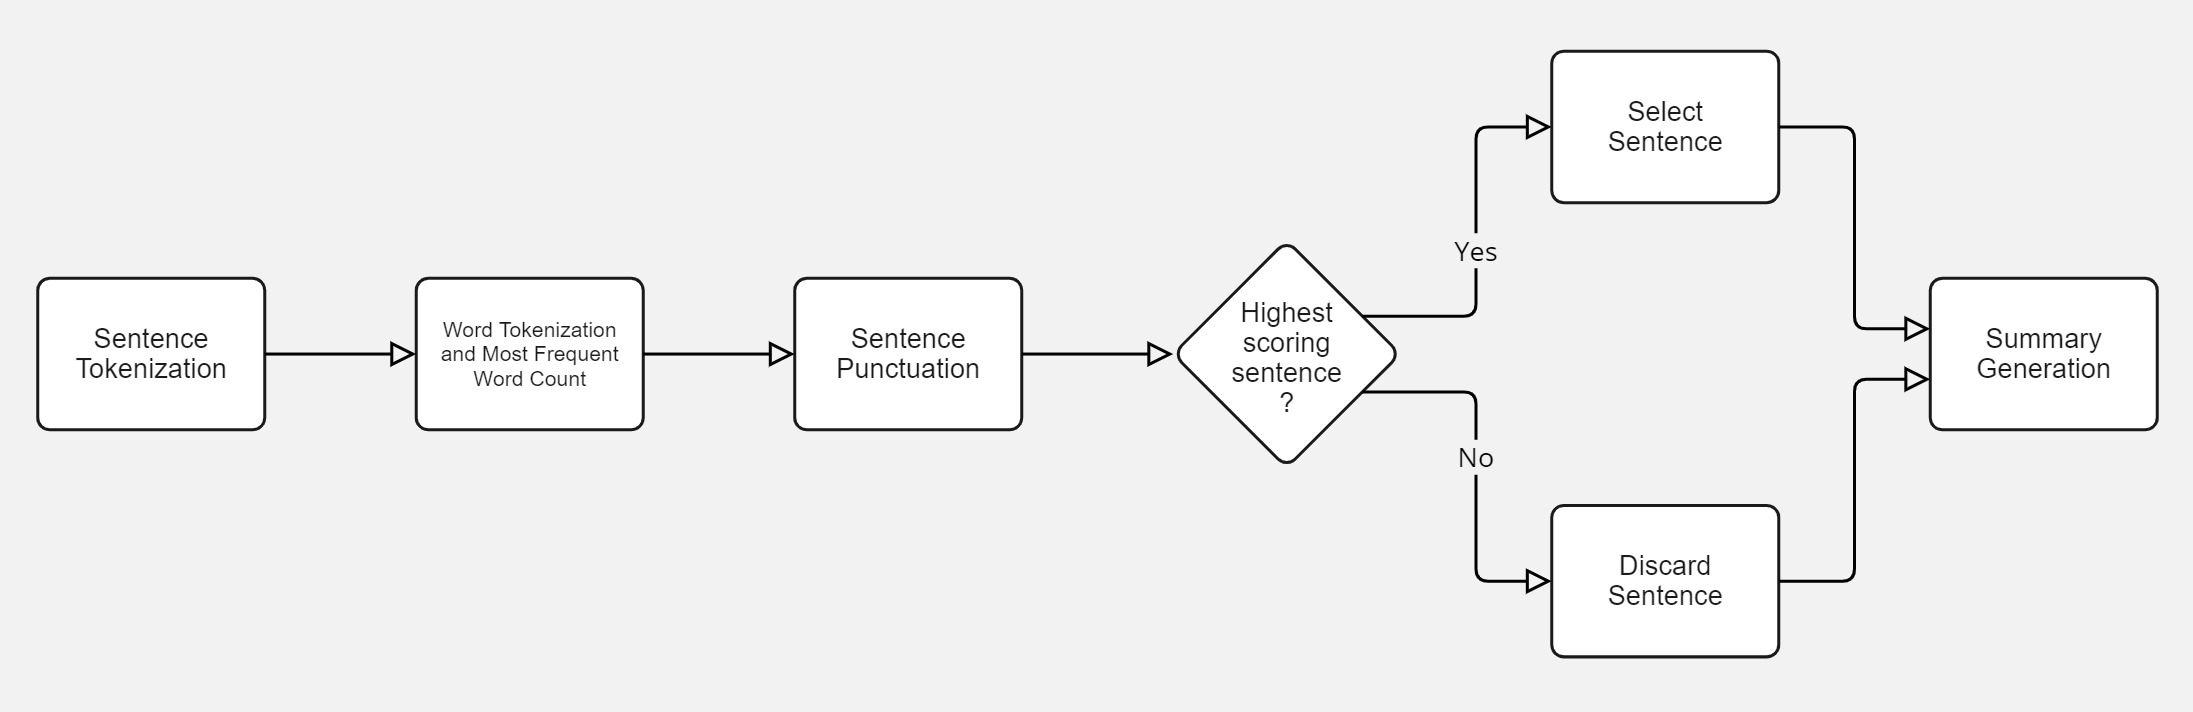 Sentence
Tokenization
Word Tokenization
and Most Frequent
Word Count
Sentence
Punctuation
Highest
scoring
sentence
?
Yes
No
Select
Sentence
Discard
Sentence
Summary
Generation